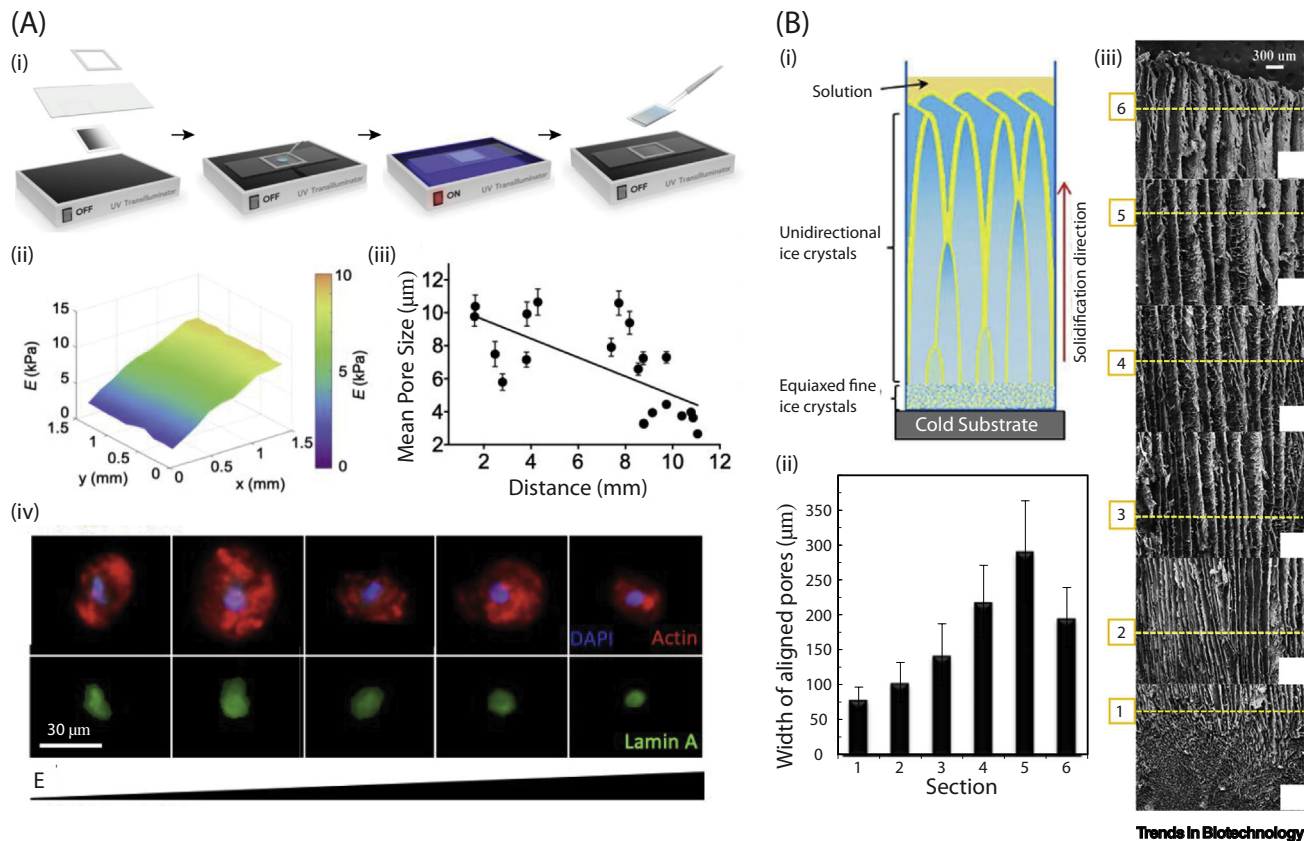 (A)
(i)
OFF UV Transilluminator
OFF UV Transilluminator
ON UV Transilluminator
OFF UV Transilluminator
(ii)
E (kPa)
15
10
5
0
1.5
1
0.5
0
y (mm)
0
0.5
1
1.5
x (mm)
10
5
0
E (kPa)
(iii)
Mean Pore Size (µm)
12
10
8
6
4
2
2 4 6 8 10 12
Distance (mm)
(iv)
DAPI Actin
30 µm
Lamin A
E
(B)
(i)
Solution
Unidirectional
ice crystals
Equiaxed fine
ice crystals
Solidification direction
Cold Substrate
(ii)
Width of aligned pores (µm)
350
300
250
200
150
100
50
0
1 2 3 4 5 6
Section
(iii)
300 um
6
5
4
3
2
1
Trends in Biotechnology